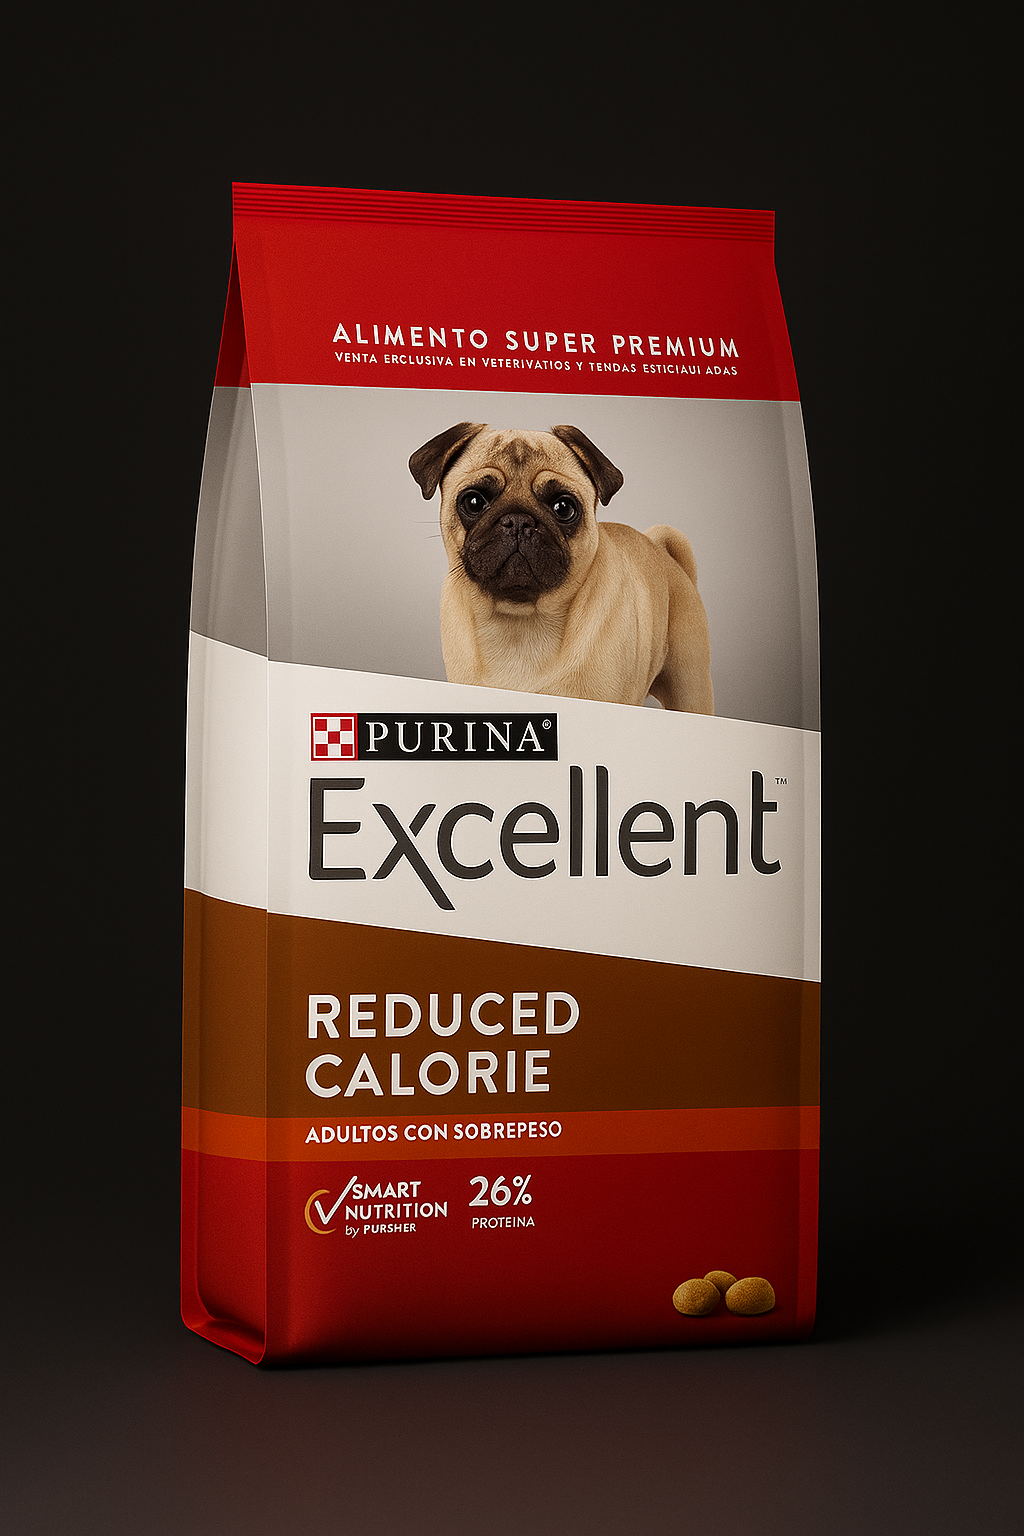 ALIMENTO SUPER PREMIUM
VENTA ERCLUSIVA EN VETERIVATIOS Y TENDAS ESTICIAUI ADAS
PURINA®
Excellent™
REDUCED
CALORIE
ADULTOS CON SOBREPESO
SMART
NUTRITION
by PURSHER
26%
PROTEINA